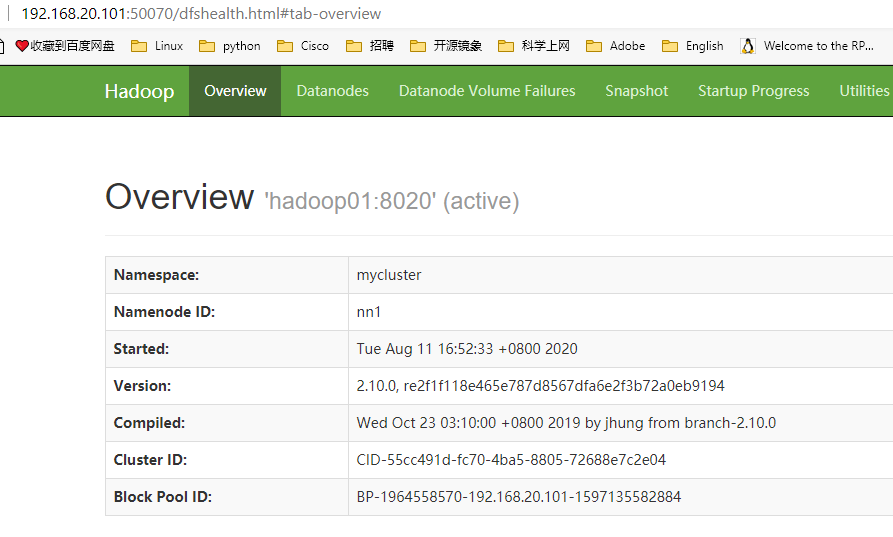 192.168.20.101:50070/dfshealth.html#tab-overview
收藏到百度网盘 Linux python Cisco 招聘 开源镜象 科学上网 Adobe English Welcome to the RP...
Hadoop Overview Datanodes Datanode Volume Failures Snapshot Startup Progress Utilities
Overview 'hadoop01:8020' (active)
Namespace: mycluster
Namenode ID: nn1
Started: Tue Aug 11 16:52:33 +0800 2020
Version: 2.10.0, re2f1f118e465e787d8567dfa6e2f3b72a0eb9194
Compiled: Wed Oct 23 03:10:00 +0800 2019 by jhung from branch-2.10.0
Cluster ID: CID-55cc491d-fc70-4ba5-8805-72688e7c2e04
Block Pool ID: BP-1964558570-192.168.20.101-1597135582884